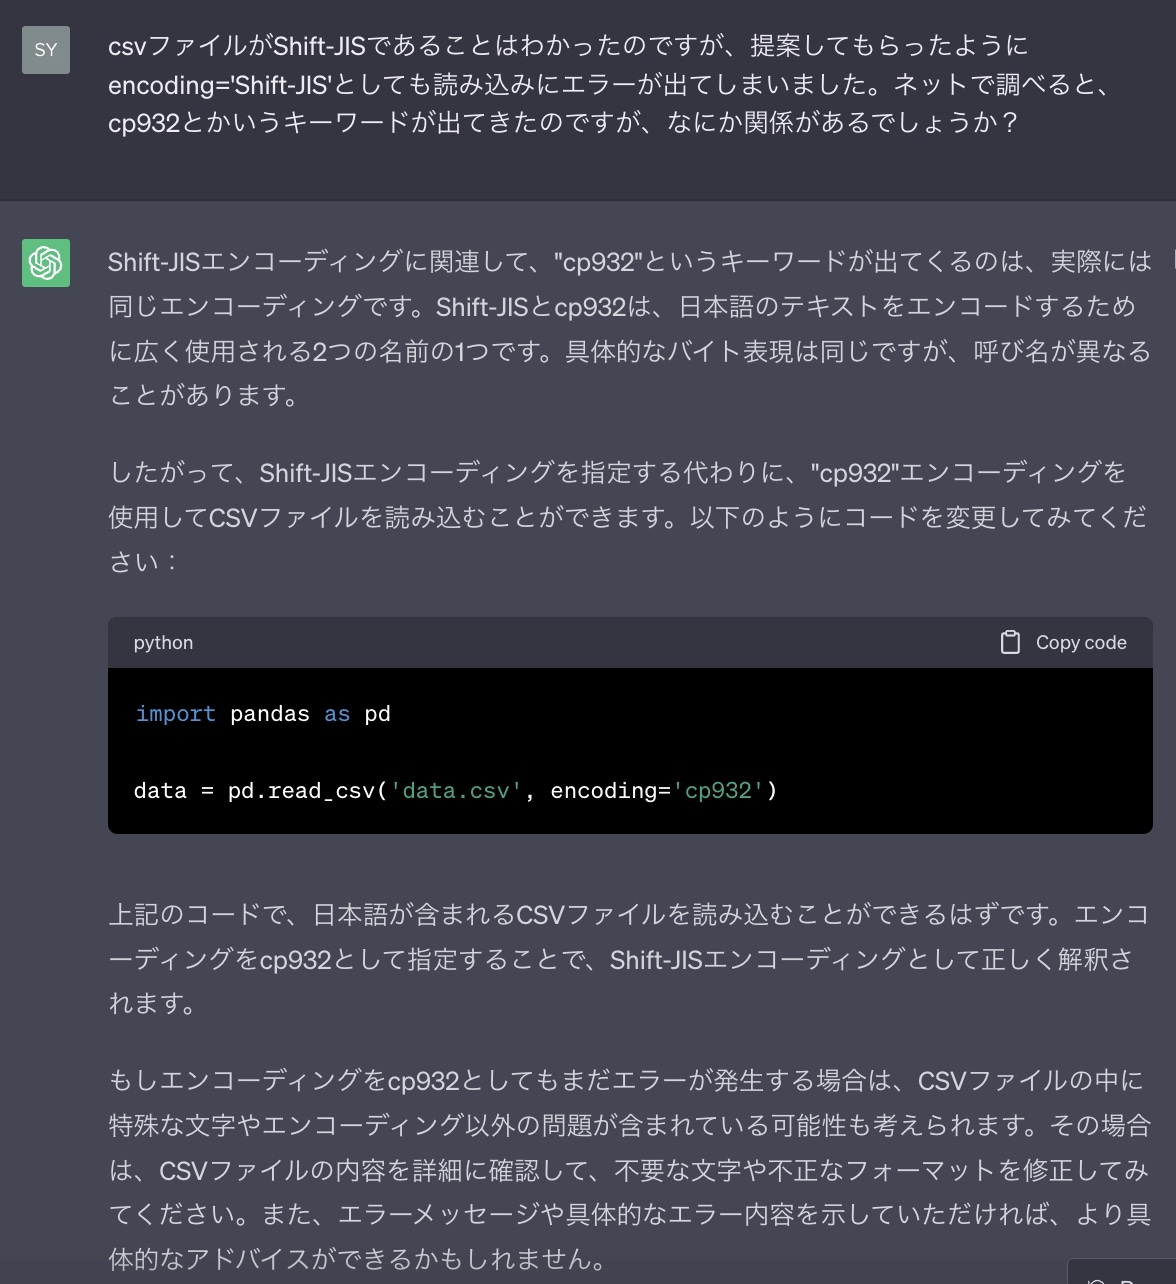 SY
csvファイルがShift-JISであることはわかったのですが、提案してもらったように
encoding='Shift-JIS'としても読み込みにエラーが出てしまいました。ネットで調べると、
cp932とかいうキーワードが出てきたのですが、なにか関係があるでしょうか？
Shift-JISエンコーディングに関連して、"cp932"というキーワードが出てくるのは、実際には
同じエンコーディングです。Shift-JISとcp932は、日本語のテキストをエンコードするため
に広く使用される2つの名前の1つです。具体的なバイト表現は同じですが、呼び名が異なる
ことがあります。
したがって、Shift-JISエンコーディングを指定する代わりに、"cp932"エンコーディングを
使用してCSVファイルを読み込むことができます。以下のようにコードを変更してみてくだ
さい：
python
Copy code
import pandas as pd
data = pd.read_csv('data.csv', encoding='cp932')
上記のコードで、日本語が含まれるCSVファイルを読み込むことができるはずです。エンコ
ーディングをcp932として指定することで、Shift-JISエンコーディングとして正しく解釈さ
れます。
もしエンコーディングをcp932としてもまだエラーが発生する場合は、CSVファイルの中に
特殊な文字やエンコーディング以外の問題が含まれている可能性も考えられます。その場合
は、CSVファイルの内容を詳細に確認して、不要な文字や不正なフォーマットを修正してみ
てください。また、エラーメッセージや具体的なエラー内容を示していただければ、より具
体的なアドバイスができるかもしれません。